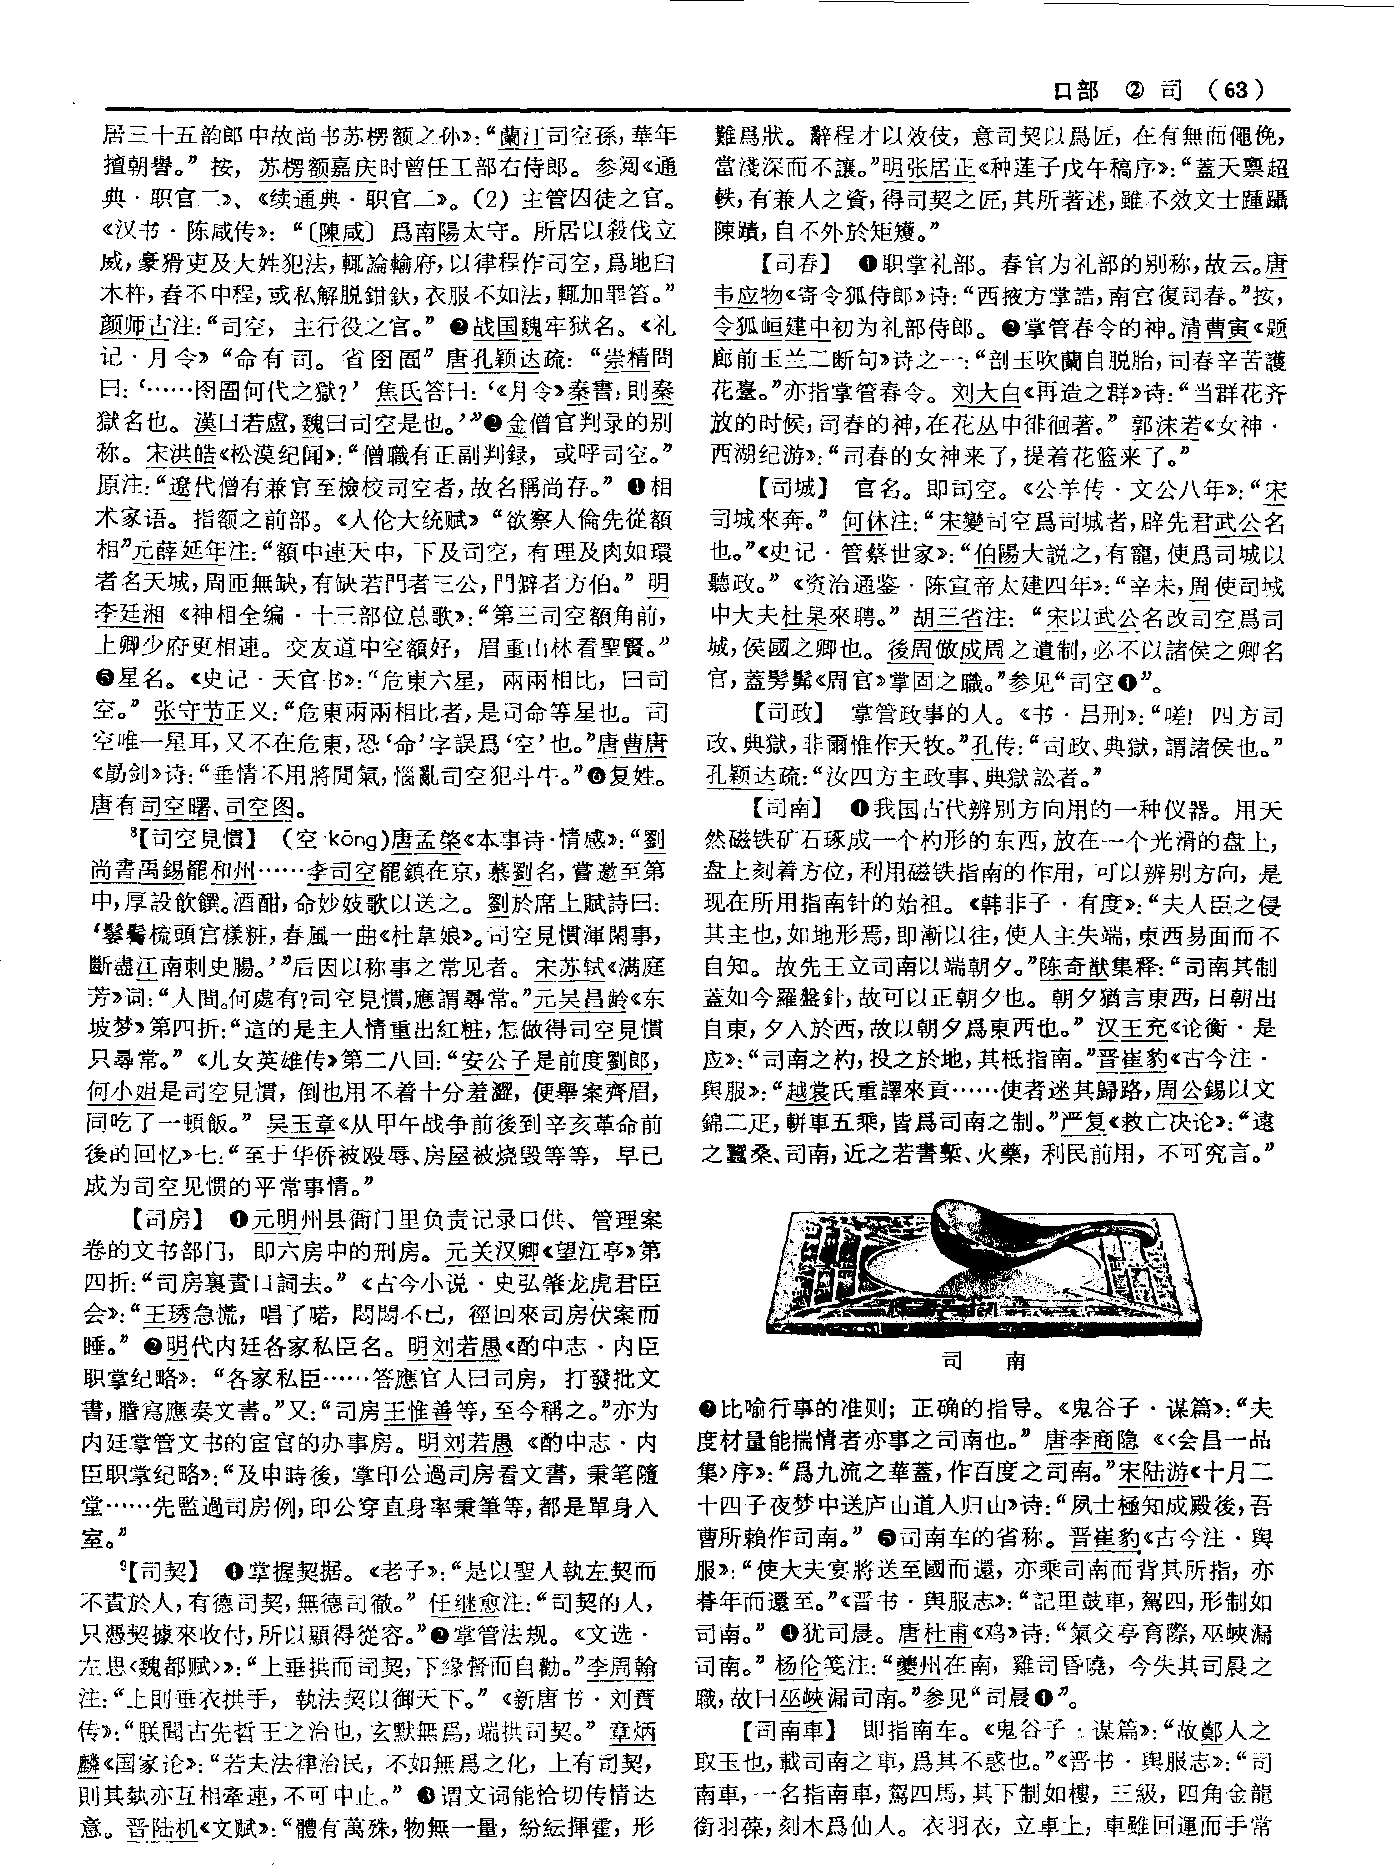 口部 ② 司 （63）
居三十五韵郎中故尚书苏楞额之孙》：“蘭汀司空孫，華年
擅朝譽。”按，苏楞额嘉庆时曾任工部右侍郎。参阅《通
典·职官二》、《续通典·职官二》。（2）主管囚徒之官。
《汉书·陈咸传》：“〔陳咸〕爲南陽太守。所居以殺伐立
威，豪猾吏及大姓犯法，輒論輸府，以律程作司空，爲地臼
木杵，舂不中程，或私解脱鉗釱，衣服不如法，輒加罪笞。”
颜师古注：“司空，主行役之官。”❷战国魏牢狱名。《礼
记·月令》“命有司。省囹圄”唐孔颖达疏：“崇精問
曰：‘……囹圄何代之獄？’焦氏答曰：‘《月令》秦書，則秦
獄名也。漢曰若盧，魏曰司空是也。’”❸金僧官判录的别
称。宋洪皓《松漠纪闻》：“僧職有正副判録，或呼司空。”
原注：“遼代僧有兼官至檢校司空者，故名稱尚存。”❹相
术家语。指额之前部。《人伦大统赋》“欲察人倫先從額
相”元薛延年注：“額中連天中，下及司空，有理及肉如環
者名天城，周匝無缺，有缺若門者三公，門辟者方伯。”明
李廷湘《神相全编·十三部位总歌》：“第三司空額角前，
上卿少府更相連。交友道中空額好，眉重山林看聖賢。”
❺星名。《史记·天官书》：“危東六星，兩兩相比，曰司
空。”张守节正义：“危東兩兩相比者，是司命等星也。司
空唯一星耳，又不在危東，恐‘命’字誤爲‘空’也。”唐曹唐
《勖剑》诗：“垂情不用將閒氣，惱亂司空犯斗牛。”❻复姓。
唐有司空曙、司空图。
⁸【司空見慣】（空·kōng）唐孟棨《本事诗·情感》：“劉
尚書禹錫罷和州……李司空罷鎮在京，慕劉名，嘗邀至第
中，厚設飲饌。酒酣，命妙妓歌以送之。劉於席上賦詩曰：
‘鬖髿梳頭宫樣粧，春風一曲《杜韋娘》。司空見慣渾閑事，
斷盡江南刺史腸。’”后因以称事之常见者。宋苏轼《满庭
芳》词：“人間。何處有？司空見慣，應謂尋常。”元吴昌龄《东
坡梦》第四折：“這的是主人情重出紅桩，怎做得司空見慣
只尋常。”《儿女英雄传》第二八回：“安公子是前度劉郎，
何小姐是司空見慣，倒也用不着十分羞澀，便舉案齊眉，
同吃了一頓飯。”吴玉章《从甲午战争前後到辛亥革命前
後的回忆》七：“至于华侨被殴辱、房屋被烧毁等等，早已
成为司空见惯的平常事情。”
【司房】❶元明州县衙门里负责记录口供、管理案
卷的文书部门，即六房中的刑房。元关汉卿《望江亭》第
四折：“司房裏責口詞去。”《古今小说·史弘肇龙虎君臣
会》：“王琇急慌，唱了喏，悶悶不已，徑回來司房伏案而
睡。”❷明代内廷各家私臣名。明刘若愚《酌中志·内臣
职掌纪略》：“各家私臣……答應官人曰司房，打發批文
書，謄寫應奏文書。”又：“司房王惟善等，至今稱之。”亦为
内廷掌管文书的宦官的办事房。明刘若愚《酌中志·内
臣职掌纪略》：“及申時後，掌印公過司房看文書，秉笔隨
堂……先監過司房例，印公穿直身率秉筆等，都是單身入
室。”
⁹【司契】❶掌握契据。《老子》：“是以聖人執左契而
不責於人，有德司契，無德司徹。”任继愈注：“司契的人，
只憑契據來收付，所以顯得從容。”❷掌管法规。《文选·
左思〈魏都赋〉》：“上垂拱而司契，下緣督而自勸。”李周翰
注：“上則垂衣拱手，執法契以御天下。”《新唐书·刘蕡
传》：“朕聞古先哲王之治也，玄默無爲，端拱司契。”章炳
麟《国家论》：“若夫法律治民，不如無爲之化，上有司契，
則其埶亦互相牽連，不可中止。”❸谓文词能恰切传情达
意。晋陆机《文赋》：“體有萬殊，物無一量，紛紜揮霍，形
難爲狀。辭程才以效伎，意司契以爲匠，在有無而僶俛，
當淺深而不讓。”明张居正《种莲子戊午稿序》：“蓋天禀超
軼，有兼人之資，得司契之匠，其所著述，雖不效文士踵躡
陳蹟，自不外於矩矱。”
【司春】❶职掌礼部。春官为礼部的别称，故云。唐
韦应物《寄令狐侍郎》诗：“西掖方掌誥，南宫復司春。”按，
令狐峘建中初为礼部侍郎。❷掌管春令的神。清曹寅《题
廊前玉兰二断句》诗之一：“剖玉吹蘭自脱胎，司春辛苦護
花臺。”亦指掌管春令。刘大白《再造之群》诗：“当群花齐
放的时候，司春的神，在花丛中徘徊著。”郭沫若《女神·
西湖纪游》：“司春的女神来了，提着花篮来了。”
【司城】官名。即司空。《公羊传·文公八年》：“宋
司城來奔。”何休注：“宋變司空爲司城者，辟先君武公名
也。”《史记·管蔡世家》：“伯陽大説之，有寵，使爲司城以
聽政。”《资治通鉴·陈宣帝太建四年》：“辛未，周使司城
中大夫杜杲來聘。”胡三省注：“宋以武公名改司空爲司
城，侯國之卿也。後周倣成周之遺制，必不以諸侯之卿名
官，蓋髣髴《周官》掌固之職。”参见“司空❶”。
【司政】掌管政事的人。《书·吕刑》：“嗟！四方司
政、典獄，非爾惟作天牧。”孔传：“司政、典獄，謂諸侯也。”
孔颖达疏：“汝四方主政事、典獄訟者。”
【司南】❶我国古代辨别方向用的一种仪器。用天
然磁铁矿石琢成一个杓形的东西，放在一个光滑的盘上，
盘上刻着方位，利用磁铁指南的作用，可以辨别方向，是
现在所用指南针的始祖。《韩非子·有度》：“夫人臣之侵
其主也，如地形焉，即漸以往，使人主失端，東西易面而不
自知。故先王立司南以端朝夕。”陈奇猷集释：“司南其制
蓋如今羅盤針，故可以正朝夕也。朝夕猶言東西，日朝出
自東，夕入於西，故以朝夕爲東西也。”汉王充《论衡·是
应》：“司南之杓，投之於地，其柢指南。”晋崔豹《古今注·
舆服》：“越裳氏重譯來貢……使者迷其歸路，周公錫以文
錦二疋，軿車五乘，皆爲司南之制。”严复《救亡决论》：“遠
之蠶桑、司南，近之若書槧、火藥，利民前用，不可究言。”
司 南
❷比喻行事的准则；正确的指导。《鬼谷子·谋篇》：“夫
度材量能揣情者亦事之司南也。”唐李商隐《〈会昌一品
集〉序》：“爲九流之華蓋，作百度之司南。”宋陆游《十月二
十四子夜梦中送庐山道人归山》诗：“夙士極知成殿後，吾
曹所賴作司南。”❸司南车的省称。晋崔豹《古今注·舆
服》：“使大夫宴將送至國而還，亦乘司南而背其所指，亦
朞年而還至。”《晋书·舆服志》：“記里鼓車，駕四，形制如
司南。”❹犹司晨。唐杜甫《鸡》诗：“氣交亭育際，巫峽漏
司南。”杨伦笺注：“夔州在南，雞司昏曉，今失其司晨之
職，故曰巫峽漏司南。”参见“司晨❶”。
【司南車】即指南车。《鬼谷子·谋篇》：“故鄭人之
取玉也，載司南之車，爲其不惑也。”《晋书·舆服志》：“司
南車，一名指南車，駕四馬，其下制如樓，三級，四角金龍
銜羽葆，刻木爲仙人。衣羽衣，立車上，車雖回運而手常